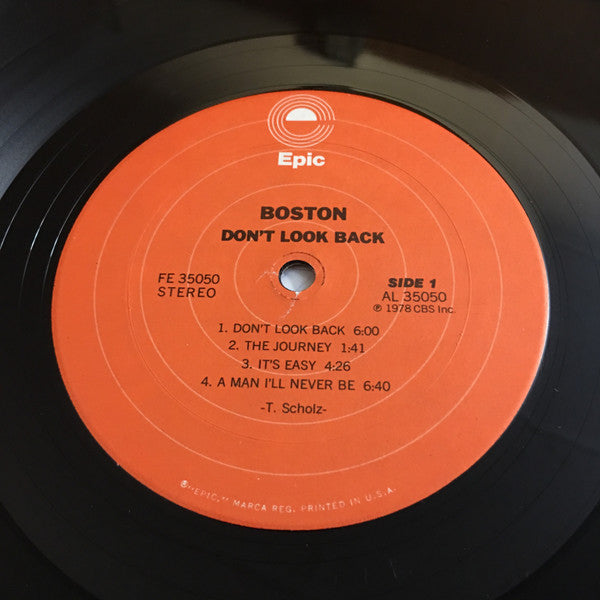 Epic
BOSTON
DON'T LOOK BACK
FE 35050
STEREO
SIDE 1
AL 35050
℗ 1978 CBS Inc.
1. DON'T LOOK BACK 6:00
2. THE JOURNEY 1:41
3. IT'S EASY 4:26
4. A MAN I'LL NEVER BE 6:40
-T. Scholz-
®"EPIC," MARCA REG. PRINTED IN U.S.A.